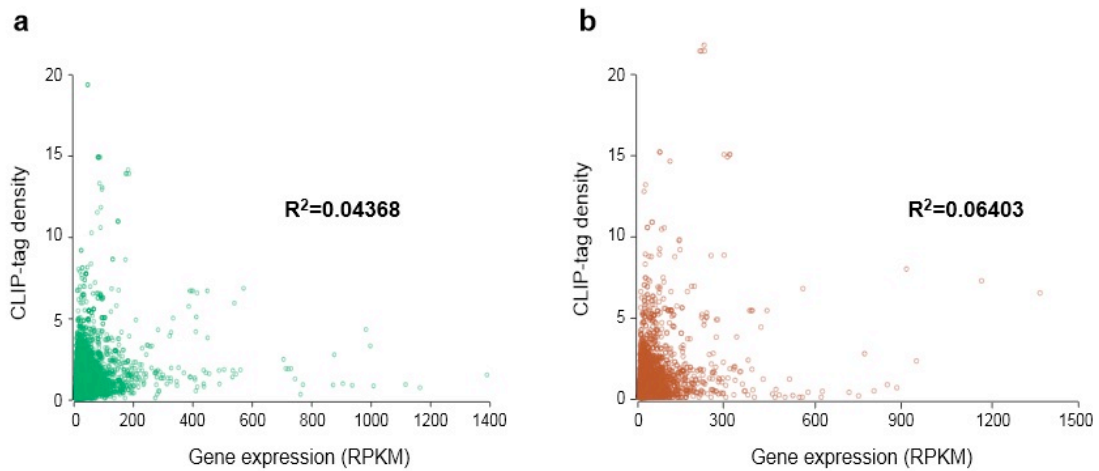 a
20
15
10
5
0
CLIP-tag density
R²=0.04368
0 200 400 600 800 1000 1200 1400
Gene expression (RPKM)
b
20
15
10
5
0
CLIP-tag density
R²=0.06403
0 300 600 900 1200 1500
Gene expression (RPKM)